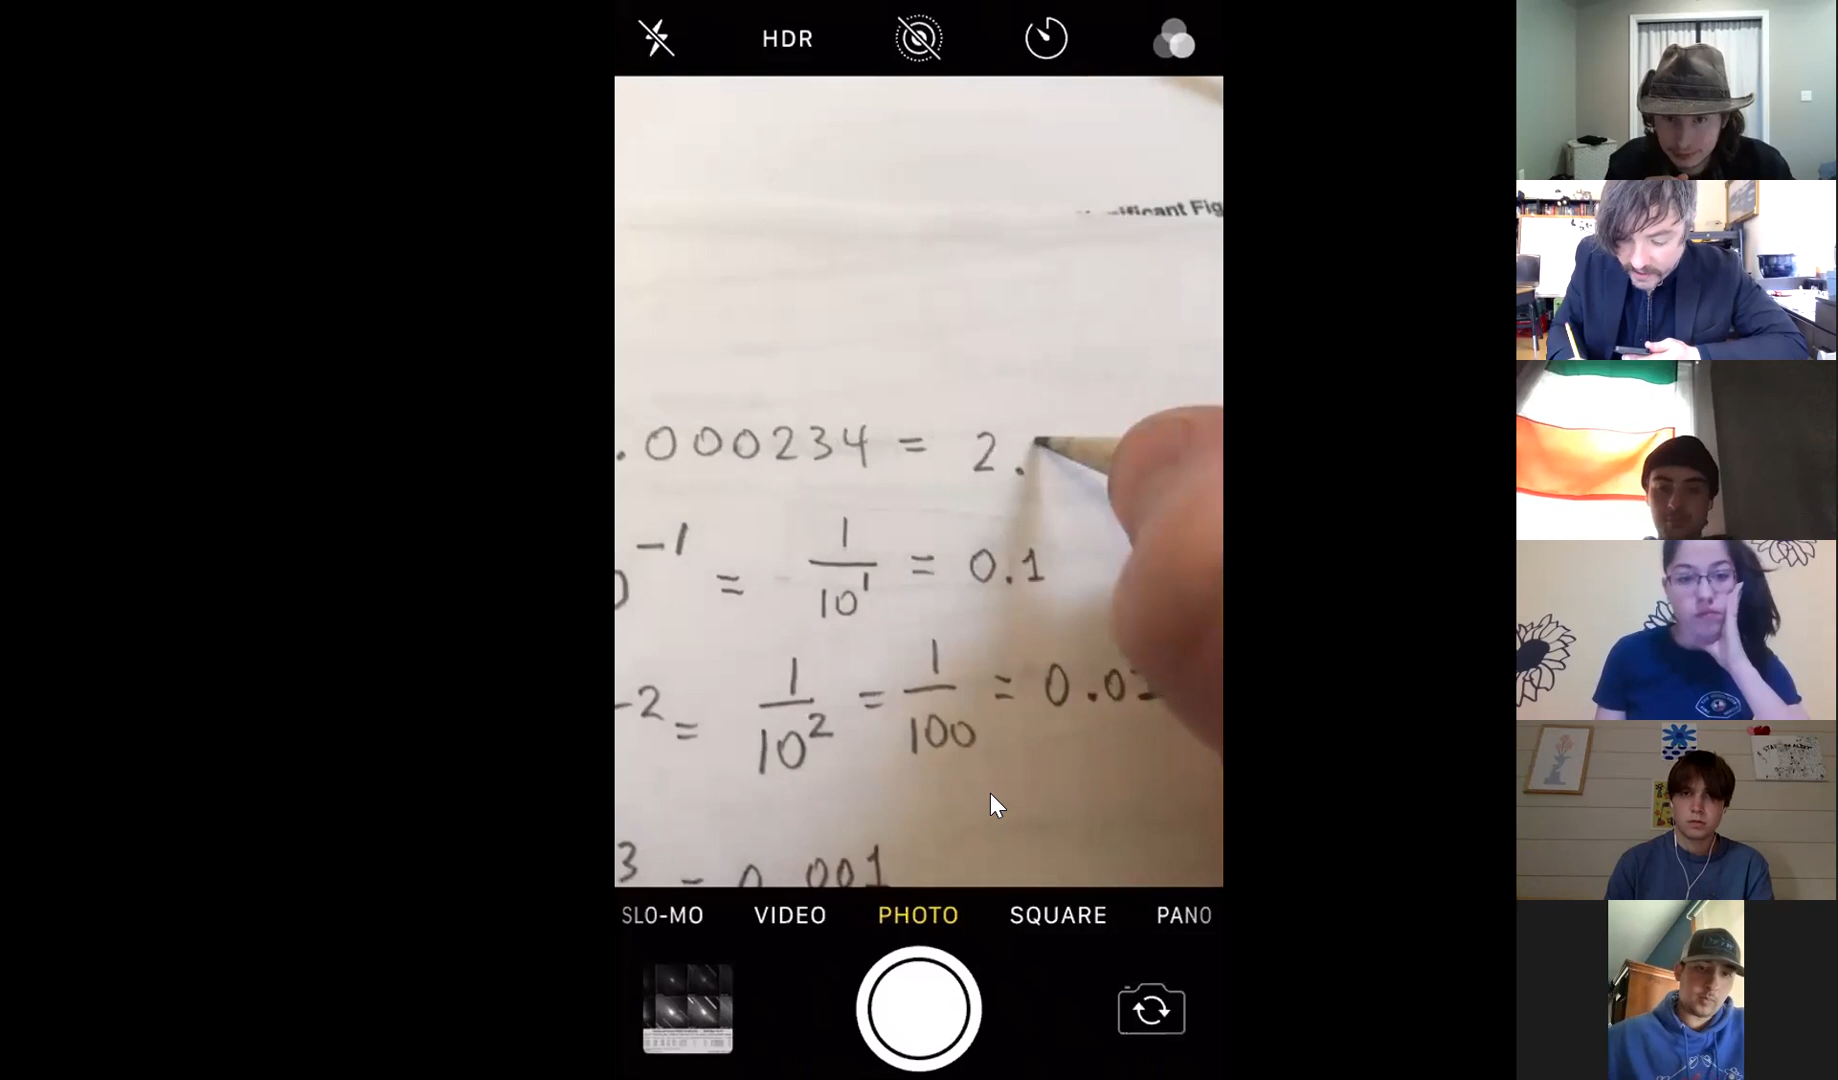 HDR
ificant Fig
.000234 = 2.
-1 = 1/10^1 = 0.1
-2 = 1/10^2 = 1/100 = 0.0
3 = 0.001
SLO-MO VIDEO PHOTO SQUARE PANO